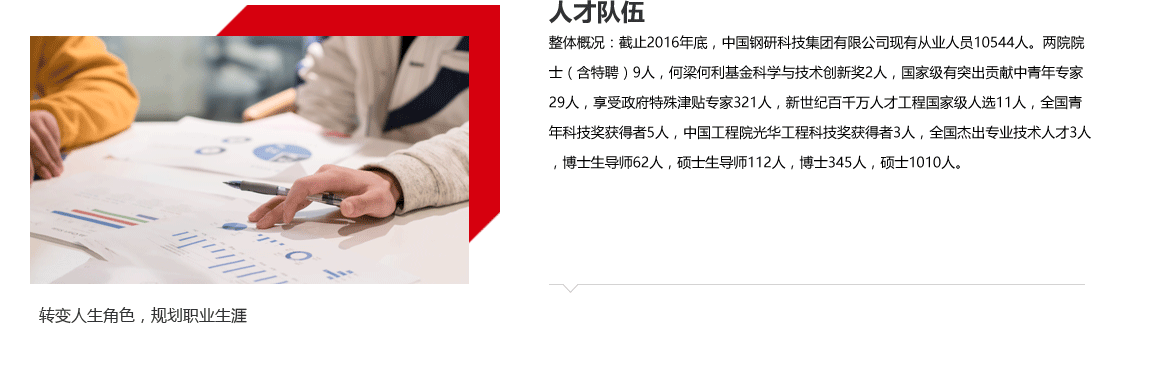 人才队伍
整体概况：截止2016年底，中国钢研科技集团有限公司现有从业人员10544人。两院院
士（含特聘）9人，何梁何利基金科学与技术创新奖2人，国家级有突出贡献中青年专家
29人，享受政府特殊津贴专家321人，新世纪百千万人才工程国家级人选11人，全国青
年科技奖获得者5人，中国工程院光华工程科技奖获得者3人，全国杰出专业技术人才3人
，博士生导师62人，硕士生导师112人，博士345人，硕士1010人。
转变人生角色，规划职业生涯